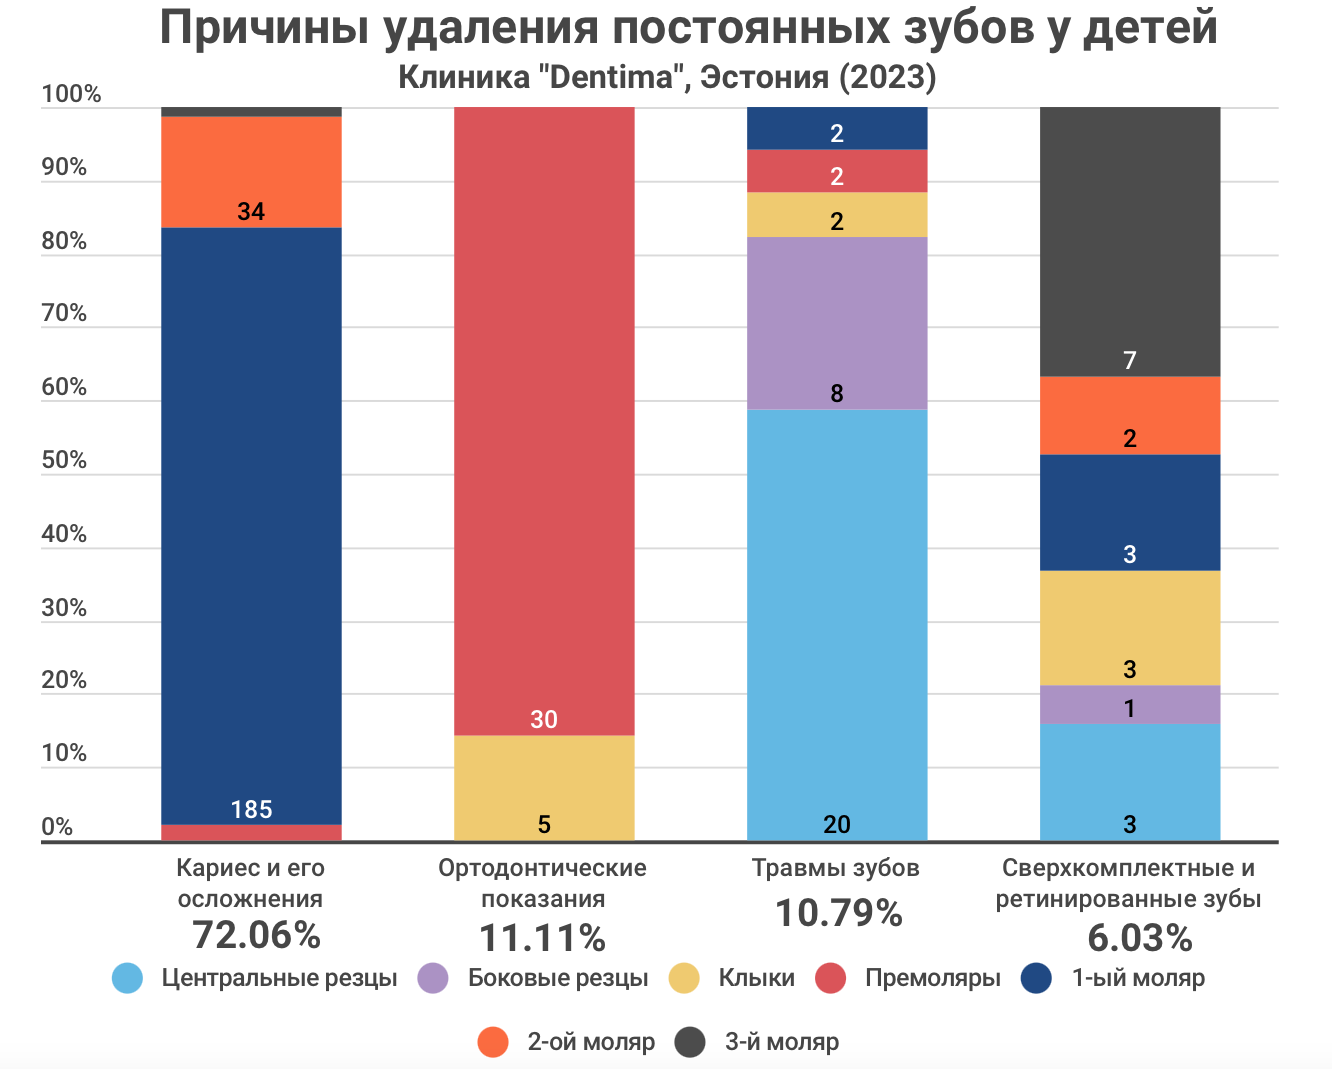 Причины удаления постоянных зубов у детей
Клиника "Dentima", Эстония (2023)
100%
90%
80%
70%
60%
50%
40%
30%
20%
10%
0%
34
185
30
5
2
2
2
8
20
7
2
3
3
1
3
Кариес и его
осложнения
72.06%
Ортодонтические
показания
11.11%
Травмы зубов
10.79%
Сверхкомплектные и
ретинированные зубы
6.03%
Центральные резцы
Боковые резцы
Клыки
Премоляры
1-ый моляр
2-ой моляр
3-й моляр